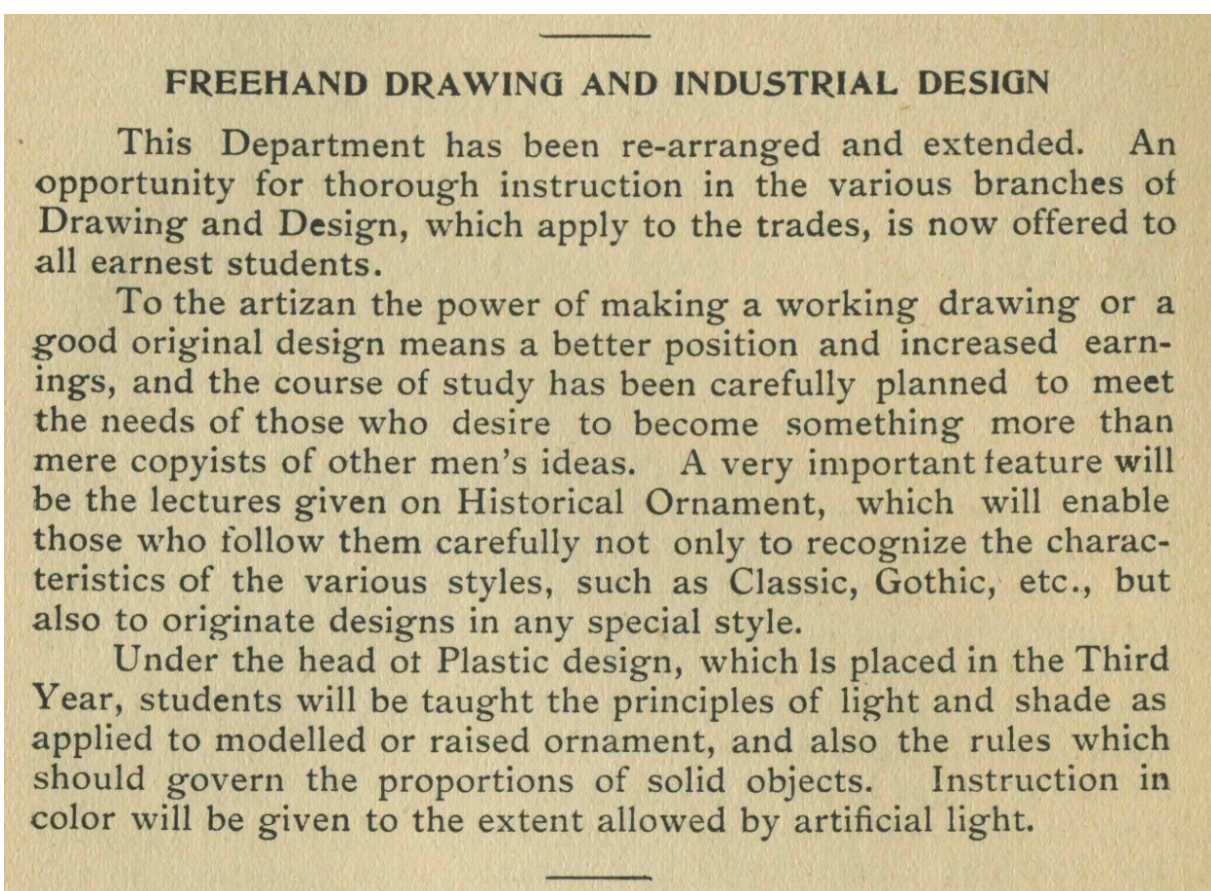 FREEHAND DRAWING AND INDUSTRIAL DESIGN
This Department has been re-arranged and extended. An
opportunity for thorough instruction in the various branches of
Drawing and Design, which apply to the trades, is now offered to
all earnest students.
To the artizan the power of making a working drawing or a
good original design means a better position and increased earn-
ings, and the course of study has been carefully planned to meet
the needs of those who desire to become something more than
mere copyists of other men's ideas. A very important feature will
be the lectures given on Historical Ornament, which will enable
those who follow them carefully not only to recognize the charac-
teristics of the various styles, such as Classic, Gothic, etc., but
also to originate designs in any special style.
Under the head of Plastic design, which ls placed in the Third
Year, students will be taught the principles of light and shade as
applied to modelled or raised ornament, and also the rules which
should govern the proportions of solid objects. Instruction in
color will be given to the extent allowed by artificial light.